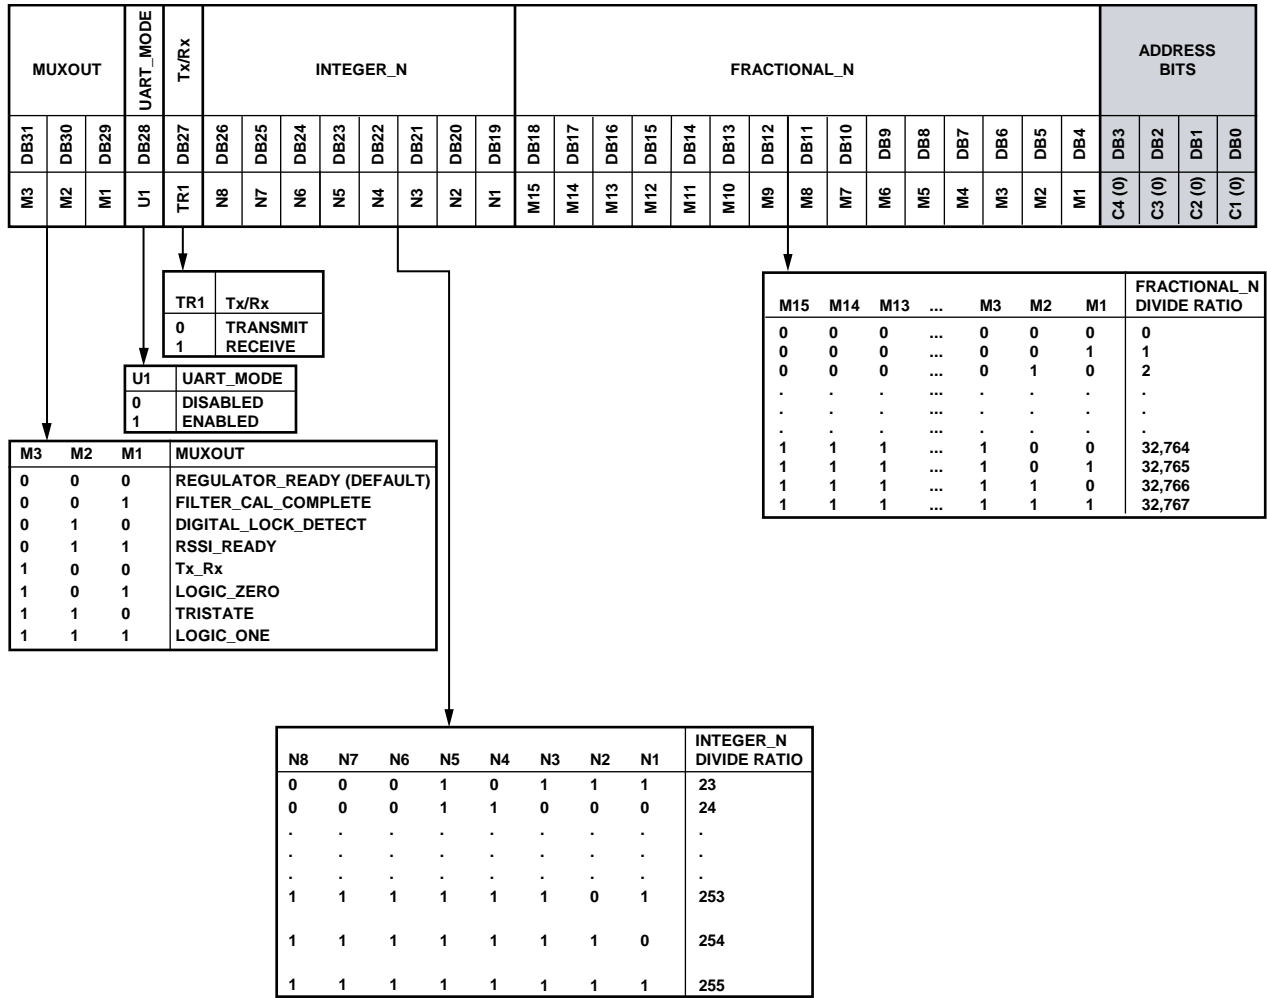 MUXOUT
UART_MODE
Tx/Rx
INTEGER_N
FRACTIONAL_N
ADDRESS
BITS
DB31 DB30 DB29 DB28 DB27 DB26 DB25 DB24 DB23 DB22 DB21 DB20 DB19 DB18 DB17 DB16 DB15 DB14 DB13 DB12 DB11 DB10 DB9 DB8 DB7 DB6 DB5 DB4 DB3 DB2 DB1 DB0
M3 M2 M1 U1 TR1 N8 N7 N6 N5 N4 N3 N2 N1 M15 M14 M13 M12 M11 M10 M9 M8 M7 M6 M5 M4 M3 M2 M1 C4 (0) C3 (0) C2 (0) C1 (0)
TR1 Tx/Rx
0 TRANSMIT
1 RECEIVE
U1 UART_MODE
0 DISABLED
1 ENABLED
M3 M2 M1 MUXOUT
0 0 0 REGULATOR_READY (DEFAULT)
0 0 1 FILTER_CAL_COMPLETE
0 1 0 DIGITAL_LOCK_DETECT
0 1 1 RSSI_READY
1 0 0 Tx_Rx
1 0 1 LOGIC_ZERO
1 1 0 TRISTATE
1 1 1 LOGIC_ONE
FRACTIONAL_N
M15 M14 M13 ... M3 M2 M1 DIVIDE RATIO
0 0 0 ... 0 0 0 0
0 0 0 ... 0 0 1 1
0 0 0 ... 0 1 0 2
. . . ... . . . .
. . . ... . . . .
. . . ... . . . .
1 1 1 ... 1 0 0 32,764
1 1 1 ... 1 0 1 32,765
1 1 1 ... 1 1 0 32,766
1 1 1 ... 1 1 1 32,767
INTEGER_N
N8 N7 N6 N5 N4 N3 N2 N1 DIVIDE RATIO
0 0 0 1 0 1 1 1 23
0 0 0 1 1 0 0 0 24
. . . . . . . . .
. . . . . . . . .
. . . . . . . . .
1 1 1 1 1 1 0 1 253
1 1 1 1 1 1 1 0 254
1 1 1 1 1 1 1 1 255